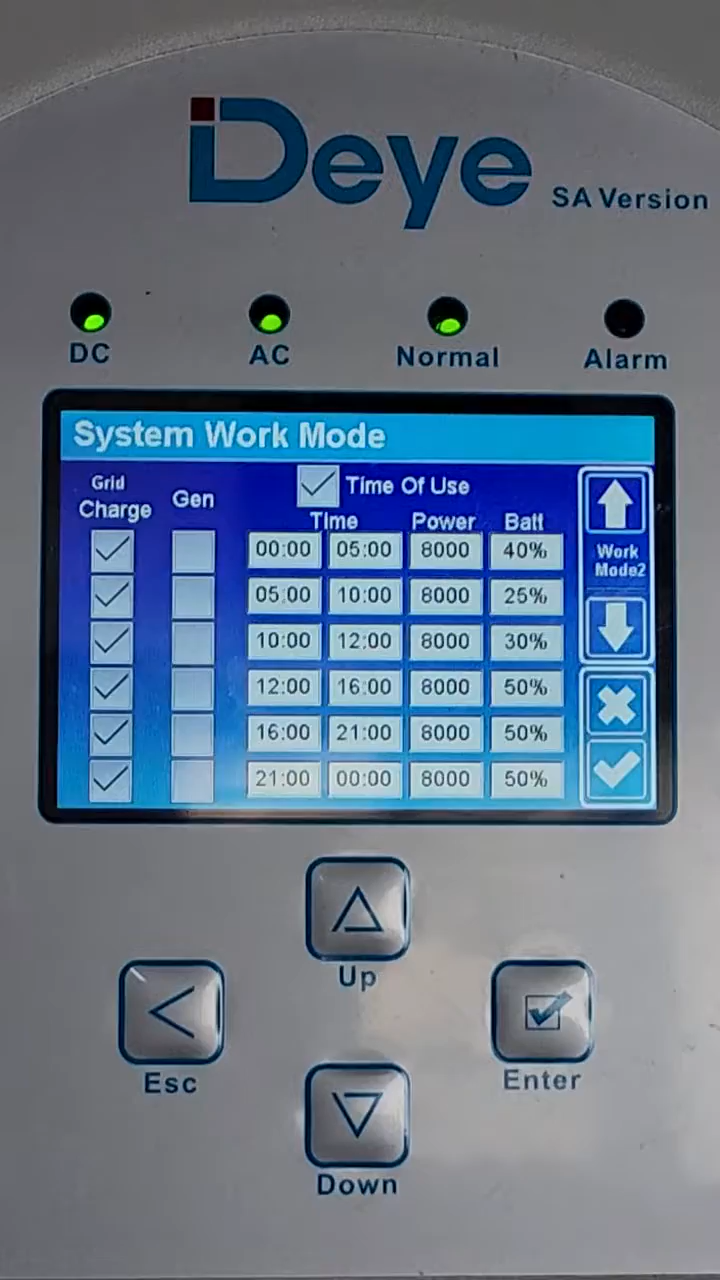 Deye SA Version
DC AC Normal Alarm
System Work Mode
Grid Charge Gen Time Of Use
Time Power Batt
00:00 05:00 8000 40%
05:00 10:00 8000 25%
10:00 12:00 8000 30%
12:00 16:00 8000 50%
16:00 21:00 8000 50%
21:00 00:00 8000 50%
Work Mode2
Up
Esc
Enter
Down